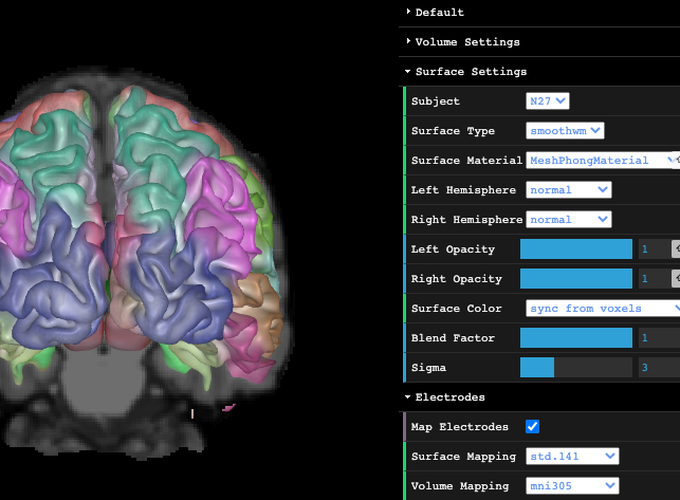 Default
Volume Settings
Surface Settings
Subject N27
Surface Type smoothwm
Surface Material MeshPhongMaterial
Left Hemisphere normal
Right Hemisphere normal
Left Opacity 1
Right Opacity 1
Surface Color sync from voxels
Blend Factor 1
Sigma 3
Electrodes
Map Electrodes
Surface Mapping std.141
Volume Mapping mni305